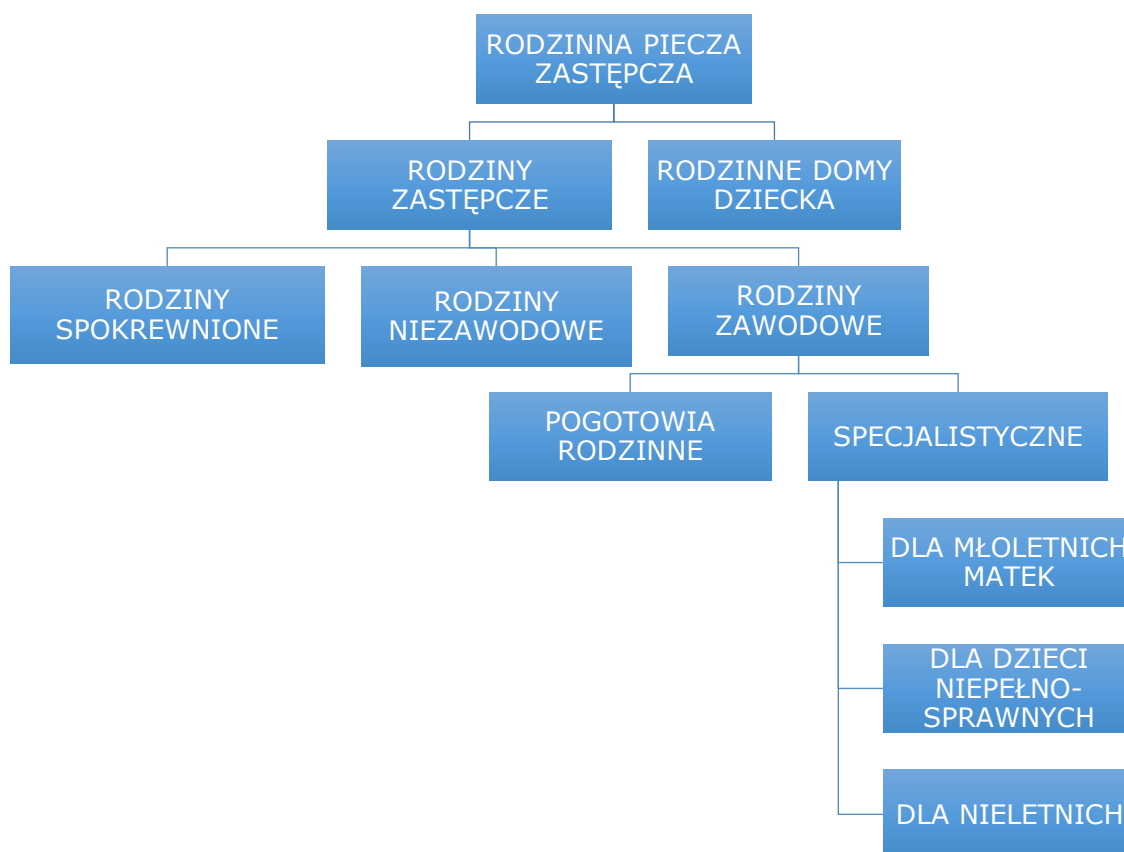 RODZINNA PIECZA
ZASTĘPCZA
RODZINY
ZASTĘPCZE
RODZINNE DOMY
DZIECKA
RODZINY
SPOKREWNIONE
RODZINY
NIEZAWODOWE
RODZINY
ZAWODOWE
POGOTOWIA
RODZINNE
SPECJALISTYCZNE
DLA MŁOLETNICH
MATEK
DLA DZIECI
NIEPEŁNO-
SPRAWNYCH
DLA NIELETNICH